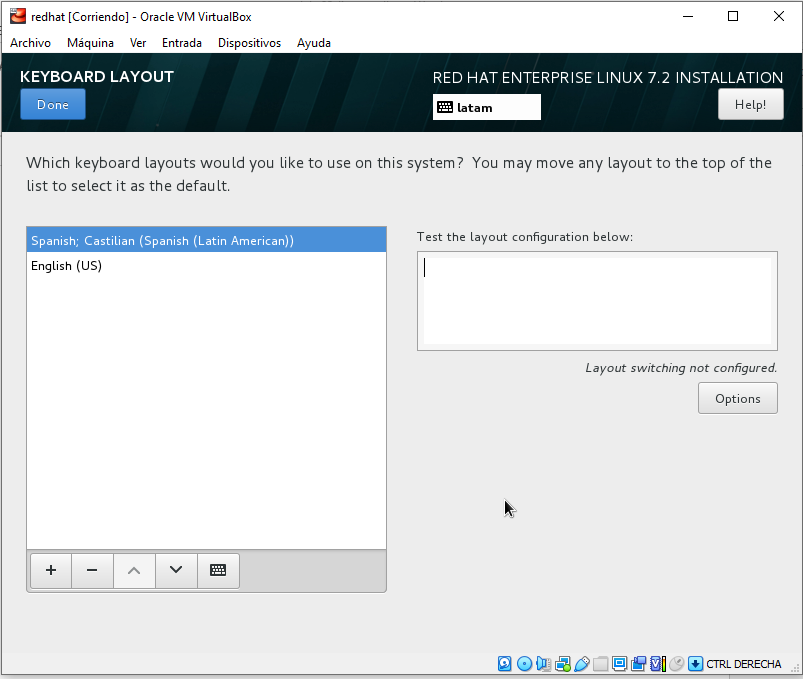 redhat [Corriendo] - Oracle VM VirtualBox
Archivo Máquina Ver Entrada Dispositivos Ayuda
KEYBOARD LAYOUT
RED HAT ENTERPRISE LINUX 7.2 INSTALLATION
Done
latam
Help!
Which keyboard layouts would you like to use on this system? You may move any layout to the top of the
list to select it as the default.
Spanish; Castilian (Spanish (Latin American))
English (US)
Test the layout configuration below:
Layout switching not configured.
Options
CTRL DERECHA